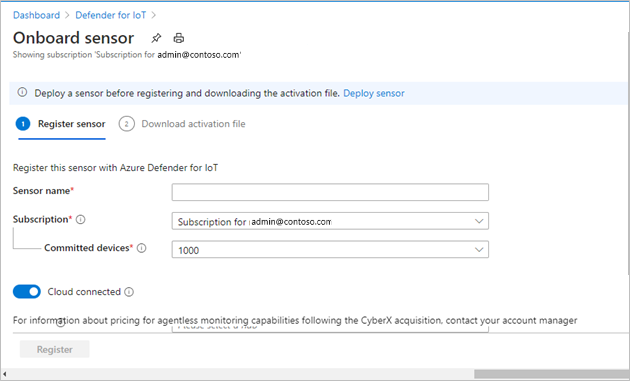 Dashboard > Defender for IoT >
Onboard sensor
Showing subscription 'Subscription for admin@contoso.com'
Deploy a sensor before registering and downloading the activation file. Deploy sensor
1 Register sensor 2 Download activation file
Register this sensor with Azure Defender for IoT
Sensor name*
Subscription* Subscription for admin@contoso.com
Committed devices* 1000
Cloud connected
For information about pricing for agentless monitoring capabilities following the CyberX acquisition. contact your account manager
Register